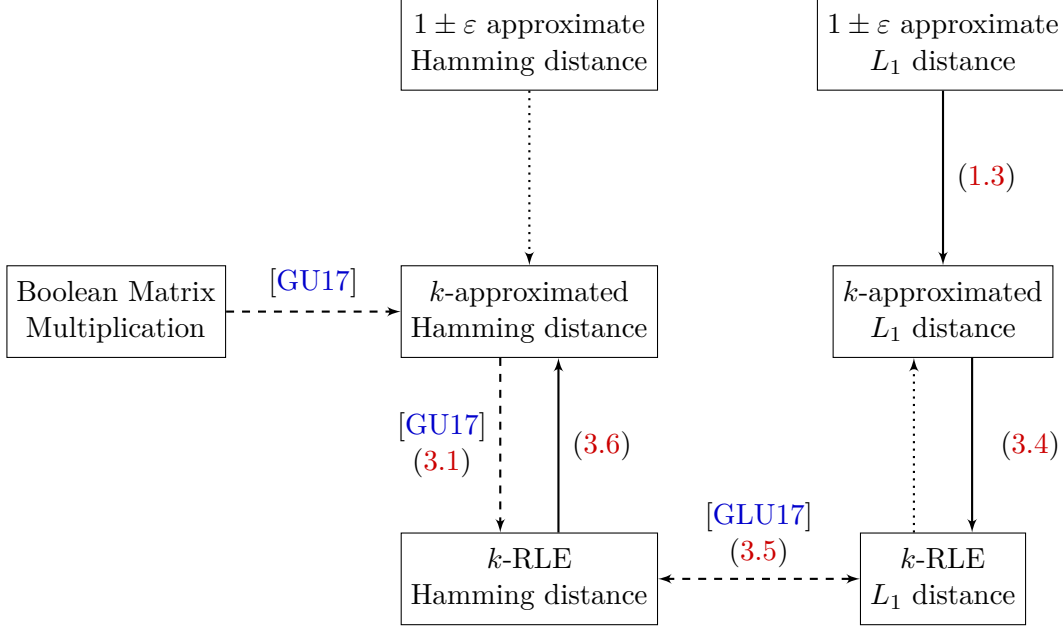 1 ± ε approximate
Hamming distance
1 ± ε approximate
L₁ distance
(1.3)
Boolean Matrix
Multiplication
[GU17]
k-approximated
Hamming distance
k-approximated
L₁ distance
[GU17]
(3.1)
(3.6)
(3.4)
[GLU17]
(3.5)
k-RLE
Hamming distance
k-RLE
L₁ distance